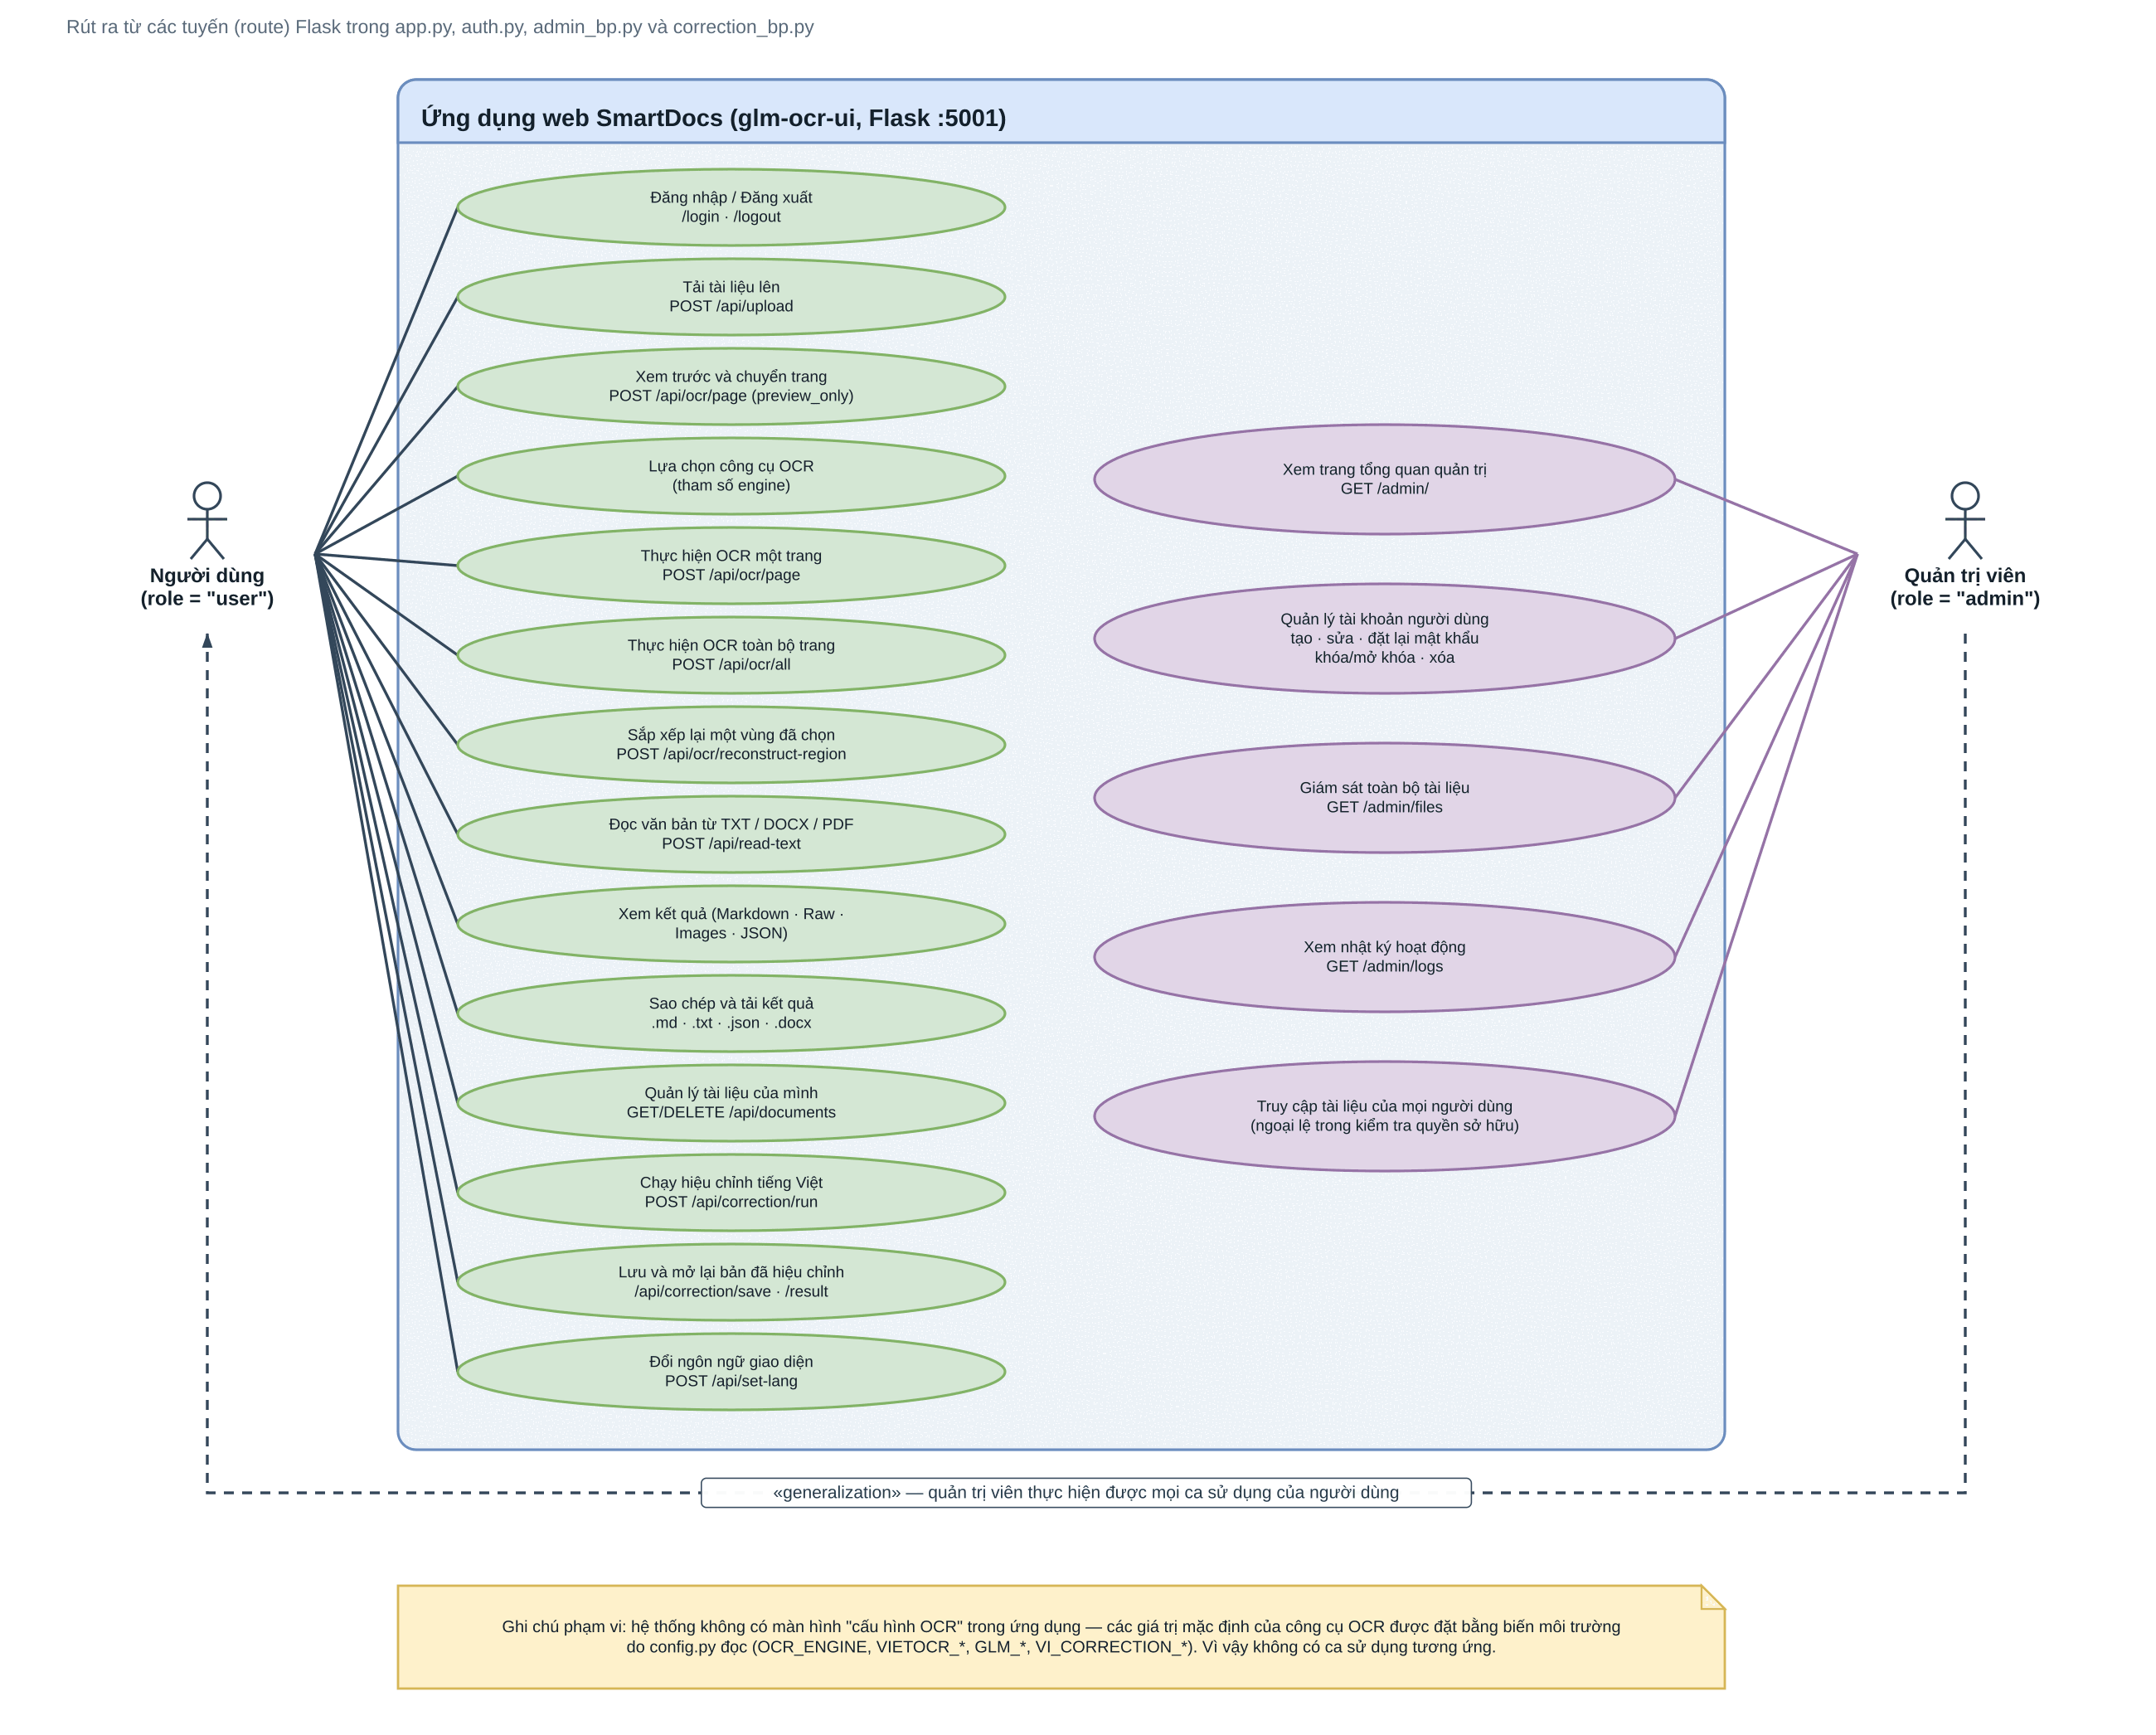 Rút ra từ các tuyến (route) Flask trong app.py, auth.py, admin_bp.py và correction_bp.py
Ứng dụng web SmartDocs (glm-ocr-ui, Flask :5001)
Đăng nhập / Đăng xuất
/login · /logout
Tải tài liệu lên
POST /api/upload
Xem trước và chuyển trang
POST /api/ocr/page (preview_only)
Lựa chọn công cụ OCR
(tham số engine)
Thực hiện OCR một trang
POST /api/ocr/page
Thực hiện OCR toàn bộ trang
POST /api/ocr/all
Sắp xếp lại một vùng đã chọn
POST /api/ocr/reconstruct-region
Đọc văn bản từ TXT / DOCX / PDF
POST /api/read-text
Xem kết quả (Markdown · Raw ·
Images · JSON)
Sao chép và tải kết quả
.md · .txt · .json · .docx
Quản lý tài liệu của mình
GET/DELETE /api/documents
Chạy hiệu chỉnh tiếng Việt
POST /api/correction/run
Lưu và mở lại bản đã hiệu chỉnh
/api/correction/save · /result
Đổi ngôn ngữ giao diện
POST /api/set-lang
Xem trang tổng quan quản trị
GET /admin/
Quản lý tài khoản người dùng
tạo · sửa · đặt lại mật khẩu
khóa/mở khóa · xóa
Giám sát toàn bộ tài liệu
GET /admin/files
Xem nhật ký hoạt động
GET /admin/logs
Truy cập tài liệu của mọi người dùng
(ngoại lệ trong kiểm tra quyền sở hữu)
Người dùng
(role = "user")
Quản trị viên
(role = "admin")
«generalization» — quản trị viên thực hiện được mọi ca sử dụng của người dùng
Ghi chú phạm vi: hệ thống không có màn hình "cấu hình OCR" trong ứng dụng — các giá trị mặc định của công cụ OCR được đặt bằng biến môi trường
do config.py đọc (OCR_ENGINE, VIETOCR_*, GLM_*, VI_CORRECTION_*). Vì vậy không có ca sử dụng tương ứng.